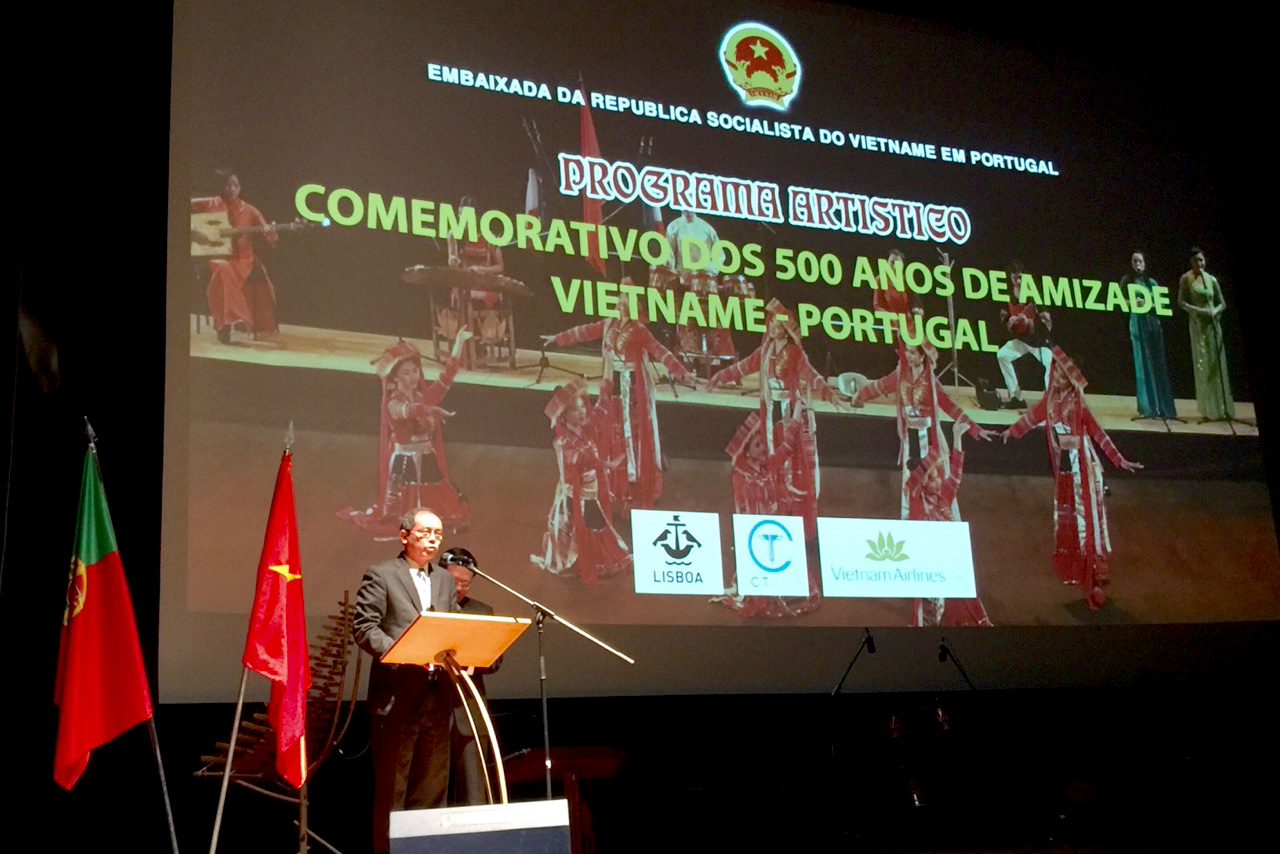 EMBAIXADA DA REPUBLICA SOCIALISTA DO VIETNAME EM PORTUGAL
PROGRAMA ARTISTICO
COMEMORATIVO DOS 500 ANOS DE AMIZADE
VIETNAME - PORTUGAL
LISBOA
CT
Vietnam Airlines